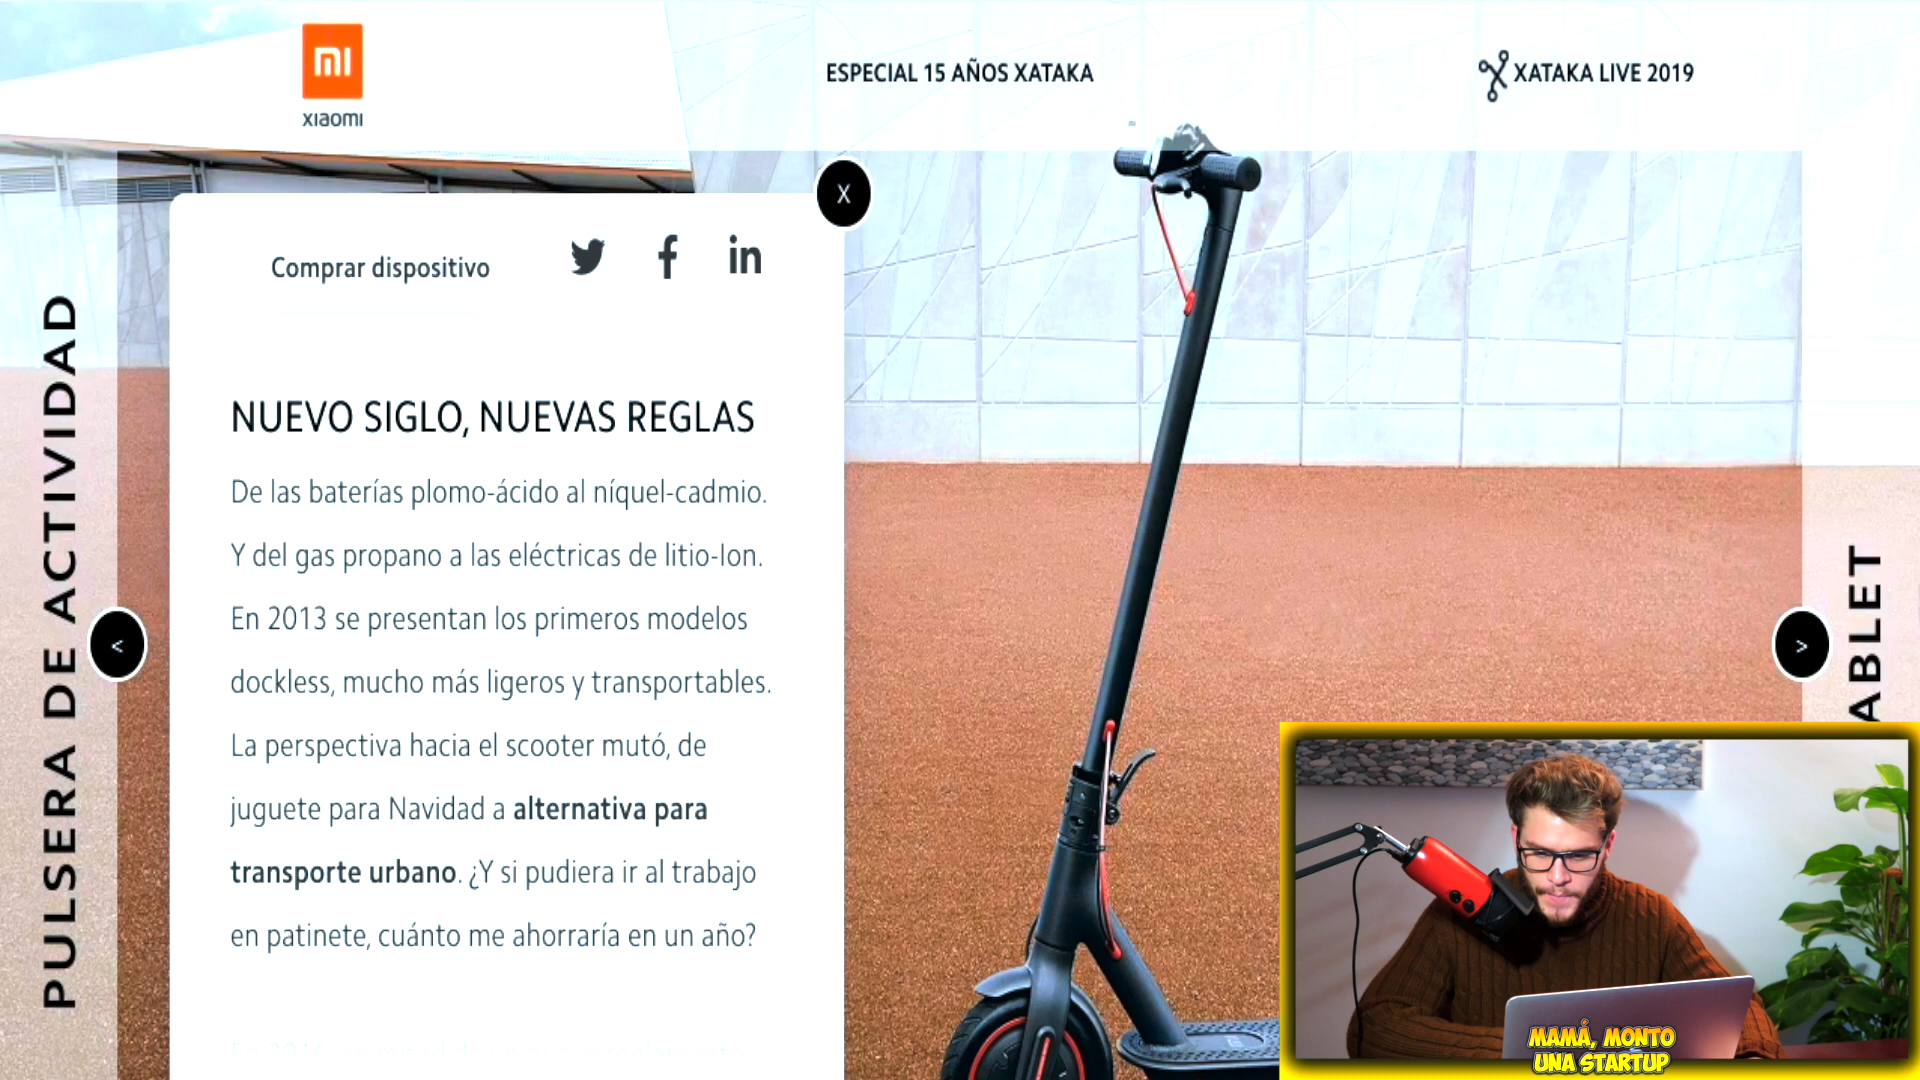 mi
xiaomi
ESPECIAL 15 AÑOS XATAKA
XATAKA LIVE 2019
X
Comprar dispositivo
NUEVO SIGLO, NUEVAS REGLAS
De las baterías plomo-ácido al níquel-cadmio.
Y del gas propano a las eléctricas de litio-Ion.
En 2013 se presentan los primeros modelos
dockless, mucho más ligeros y transportables.
La perspectiva hacia el scooter mutó, de
juguete para Navidad a alternativa para
transporte urbano. ¿Y si pudiera ir al trabajo
en patinete, cuánto me ahorraría en un año?
PULSERA DE ACTIVIDAD
<
>
ABLET
MAMÁ, MONTO
UNA STARTUP